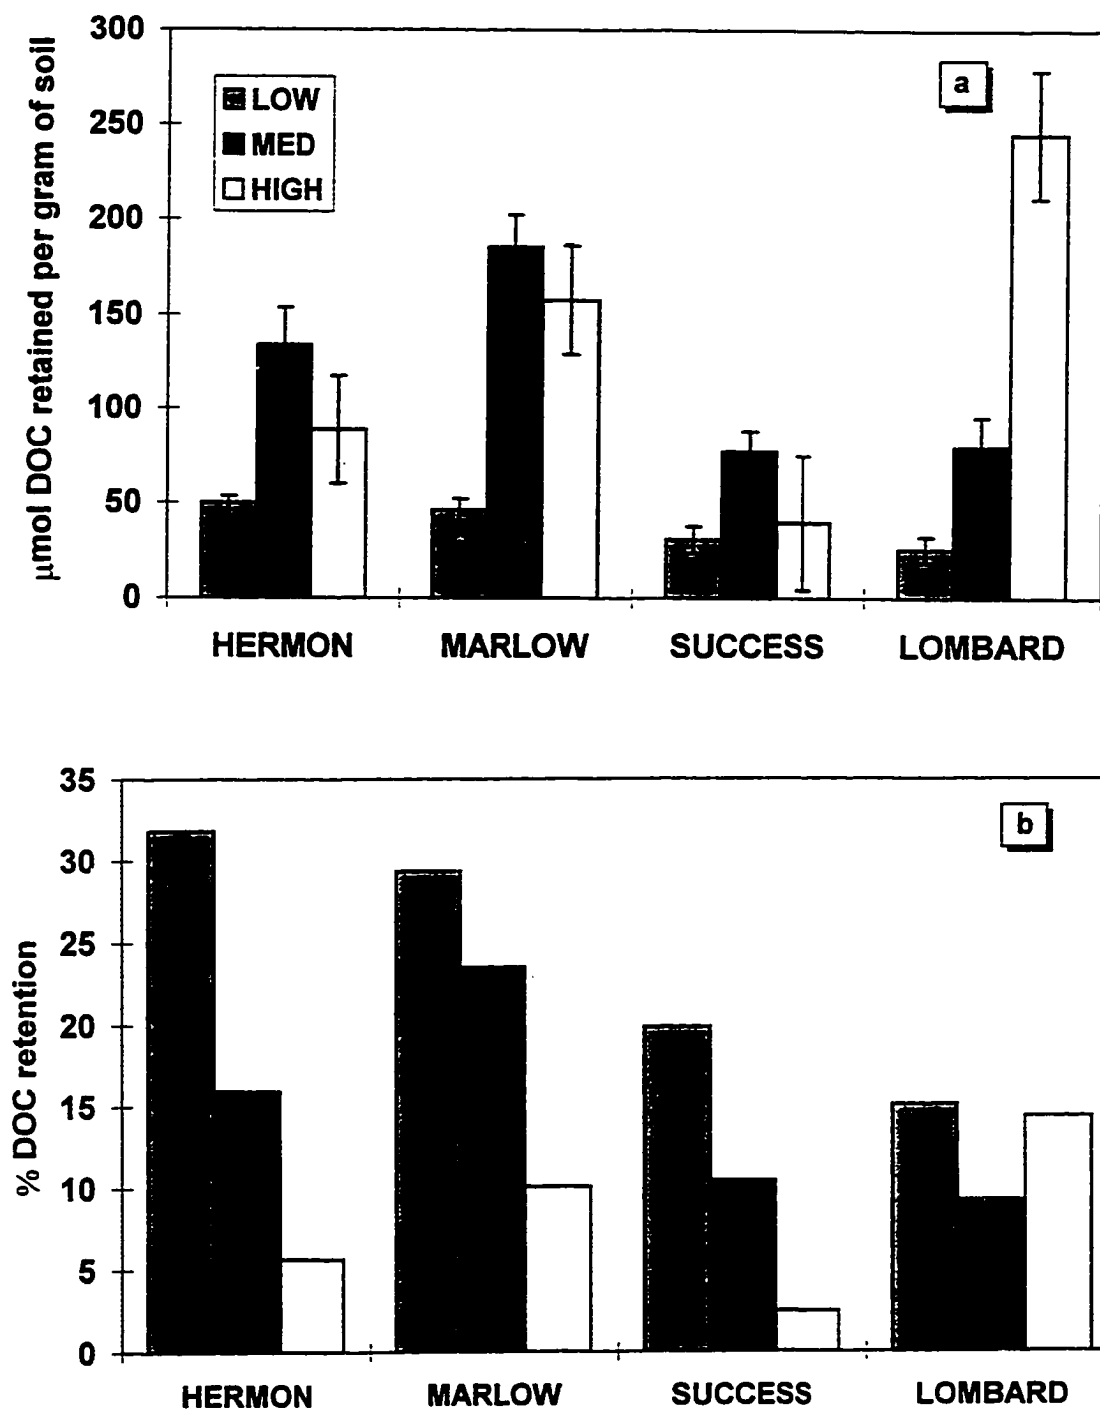 300
250
200
150
100
50
0
µmol DOC retained per gram of soil
LOW
MED
HIGH
a
HERMON MARLOW SUCCESS LOMBARD
35
30
25
20
15
10
5
0
% DOC retention
b
HERMON MARLOW SUCCESS LOMBARD